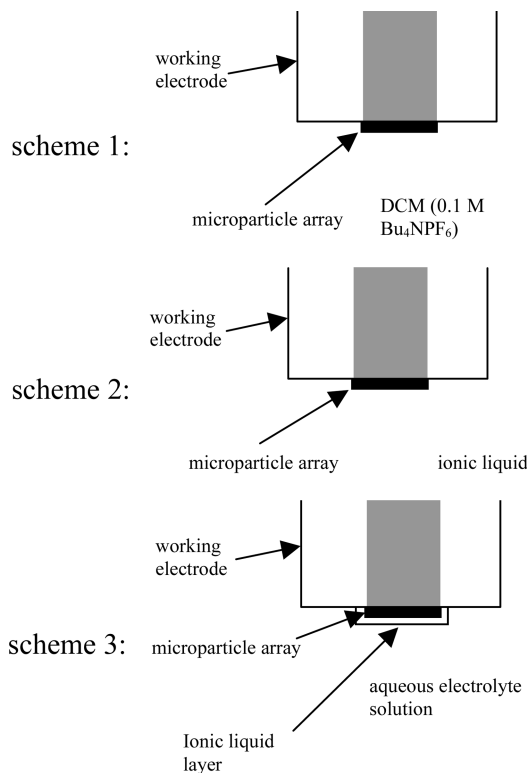 working
electrode
scheme 1:
microparticle array
DCM (0.1 M
Bu₄NPF₆)
working
electrode
scheme 2:
microparticle array
ionic liquid
working
electrode
scheme 3:
microparticle array
aqueous electrolyte
solution
Ionic liquid
layer